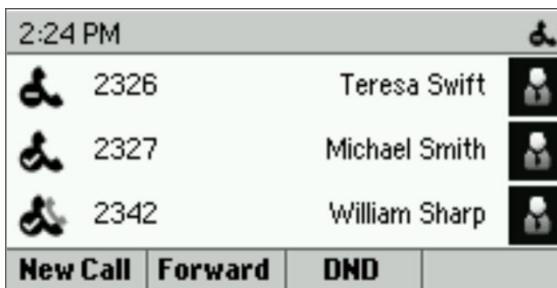 2:24 PM
2326 Teresa Swift
2327 Michael Smith
2342 William Sharp
New Call Forward DND